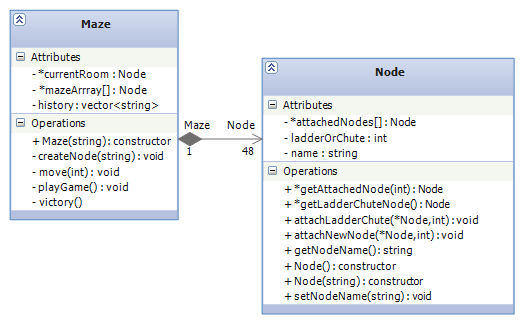 Maze
Attributes
- *currentRoom : Node
- *mazeArrray[] : Node
- history : vector<string>
Operations
+ Maze(string) : constructor
- createNode(string) : void
- move(int) : void
- playGame() : void
- victory()
Maze Node
1 48
Node
Attributes
- *attachedNodes[] : Node
- ladderOrChute : int
- name : string
Operations
+ *getAttachedNode(int) : Node
+ *getLadderChuteNode() : Node
+ attachLadderChute(*Node,int) : void
+ attachNewNode(*Node,int) : void
+ getNodeName() : string
+ Node() : constructor
+ Node(string) : constructor
+ setNodeName(string) : void